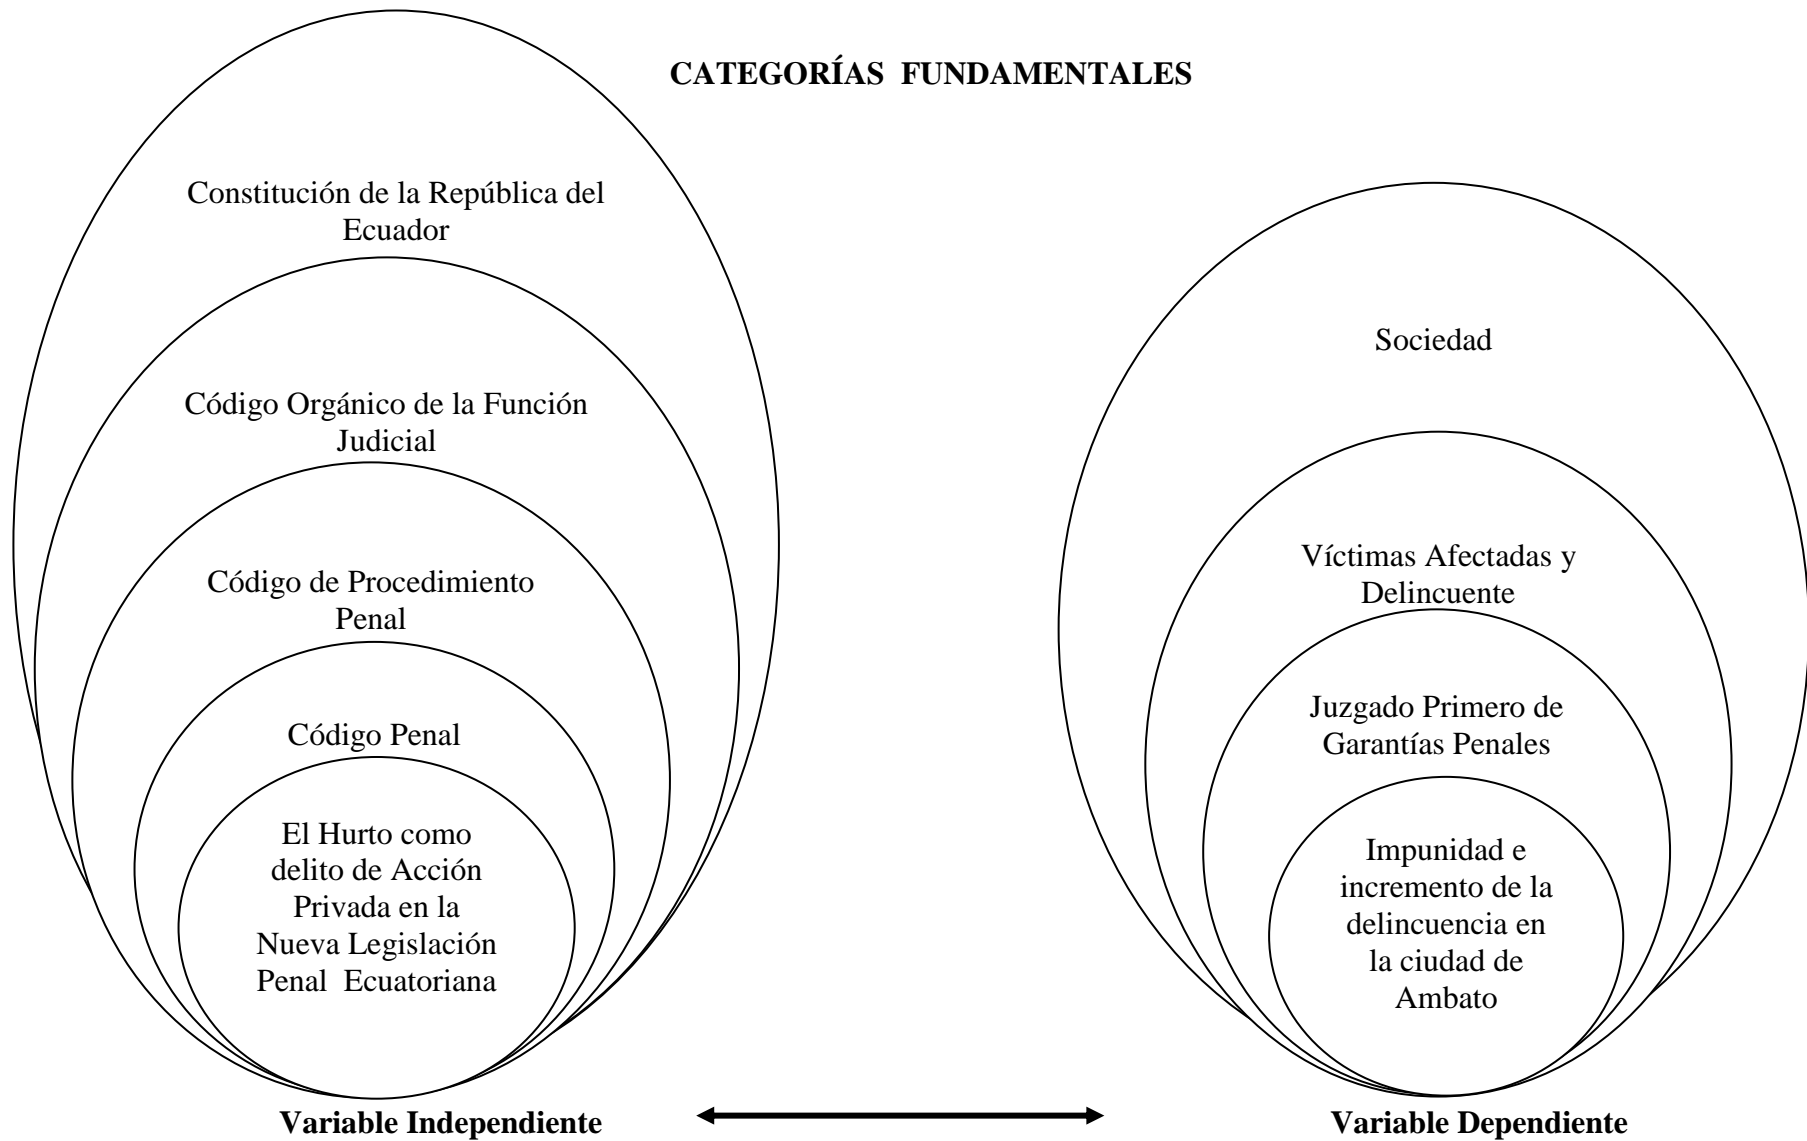 CATEGORÍAS FUNDAMENTALES
Constitución de la República del
Ecuador
Código Orgánico de la Función
Judicial
Código de Procedimiento
Penal
Código Penal
El Hurto como
delito de Acción
Privada en la
Nueva Legislación
Penal Ecuatoriana
Variable Independiente
Sociedad
Víctimas Afectadas y
Delincuente
Juzgado Primero de
Garantías Penales
Impunidad e
incremento de la
delincuencia en
la ciudad de
Ambato
Variable Dependiente